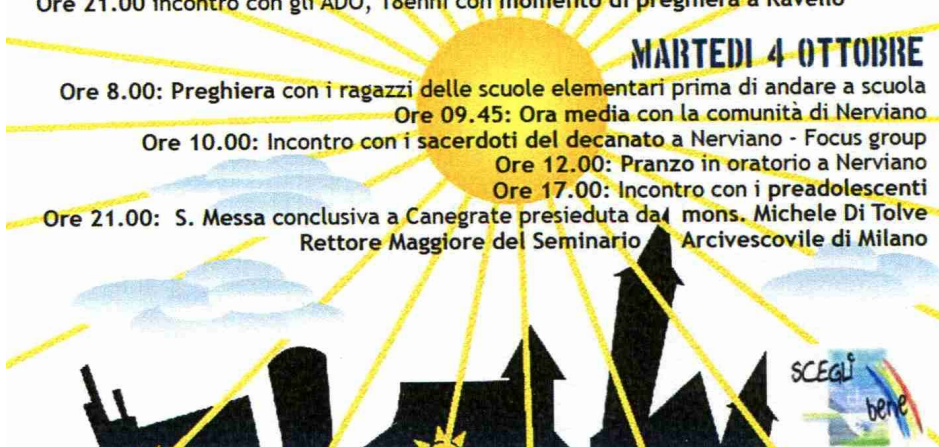 Ore 21.00 incontro con gli ADO, 18enni con momento di preghiera a Ravello
MARTEDI 4 OTTOBRE
Ore 8.00: Preghiera con i ragazzi delle scuole elementari prima di andare a scuola
Ore 09.45: Ora media con la comunità di Nerviano
Ore 10.00: Incontro con i sacerdoti del decanato a Nerviano - Focus group
Ore 12.00: Pranzo in oratorio a Nerviano
Ore 17.00: Incontro con i preadolescenti
Ore 21.00: S. Messa conclusiva a Canegrate presieduta da mons. Michele Di Tolve
Rettore Maggiore del Seminario Arcivescovile di Milano
SCEGLI
bene